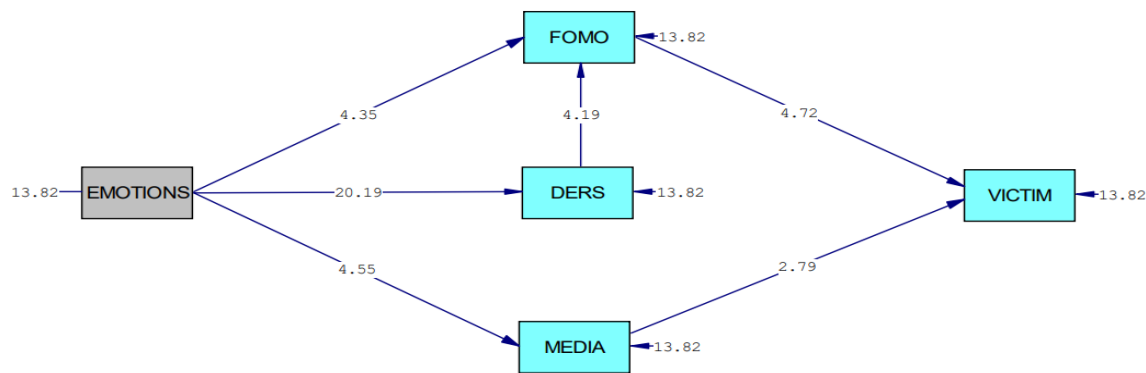 FOMO
13.82
4.35
4.19
4.72
13.82
EMOTIONS
20.19
DERS
13.82
VICTIM
13.82
4.55
2.79
MEDIA
13.82